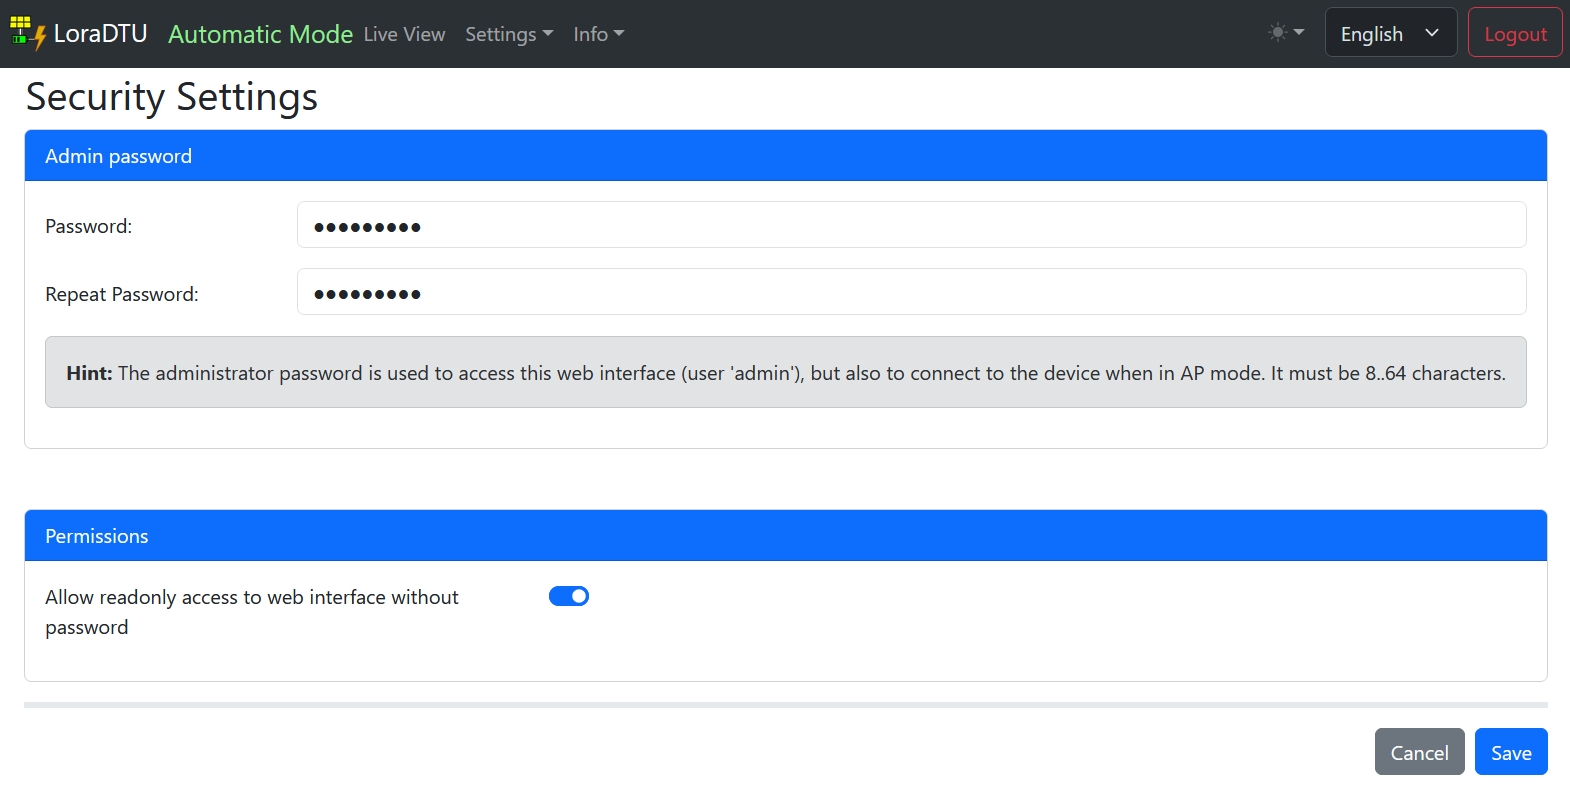 LoraDTU Automatic Mode Live View Settings Info English Logout
Security Settings
Admin password
Password: ●●●●●●●●●
Repeat Password: ●●●●●●●●●
Hint: The administrator password is used to access this web interface (user 'admin'), but also to connect to the device when in AP mode. It must be 8..64 characters.
Permissions
Allow readonly access to web interface without
password
Cancel Save